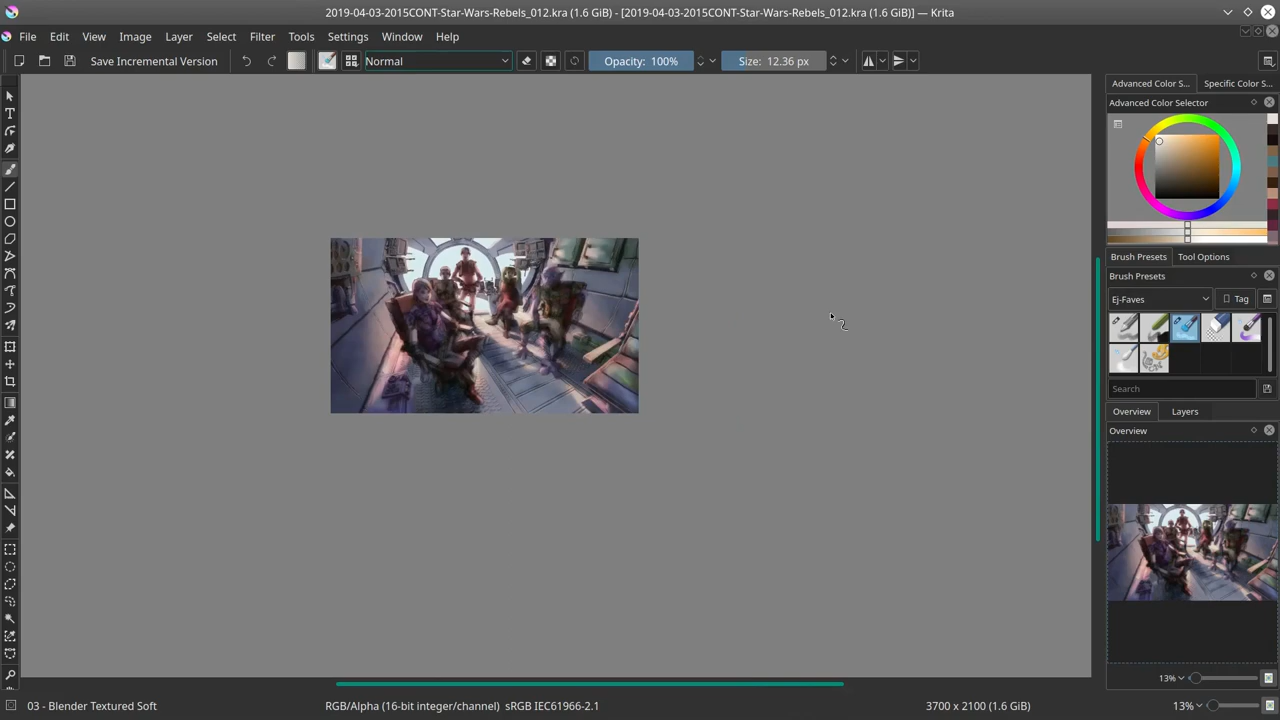 2019-04-03-2015CONT-Star-Wars-Rebels_012.kra (1.6 GiB) - [2019-04-03-2015CONT-Star-Wars-Rebels_012.kra (1.6 GiB)] — Krita
File Edit View Image Layer Select Filter Tools Settings Window Help
Save Incremental Version Normal Opacity: 100% Size: 12.36 px
Advanced Color S... Specific Color S...
Advanced Color Selector
Brush Presets Tool Options
Brush Presets
Ej-Faves Tag
Search
Overview Layers
Overview
13%
03 - Blender Textured Soft RGB/Alpha (16-bit integer/channel) sRGB IEC61966-2.1 3700 x 2100 (1.6 GiB) 13%